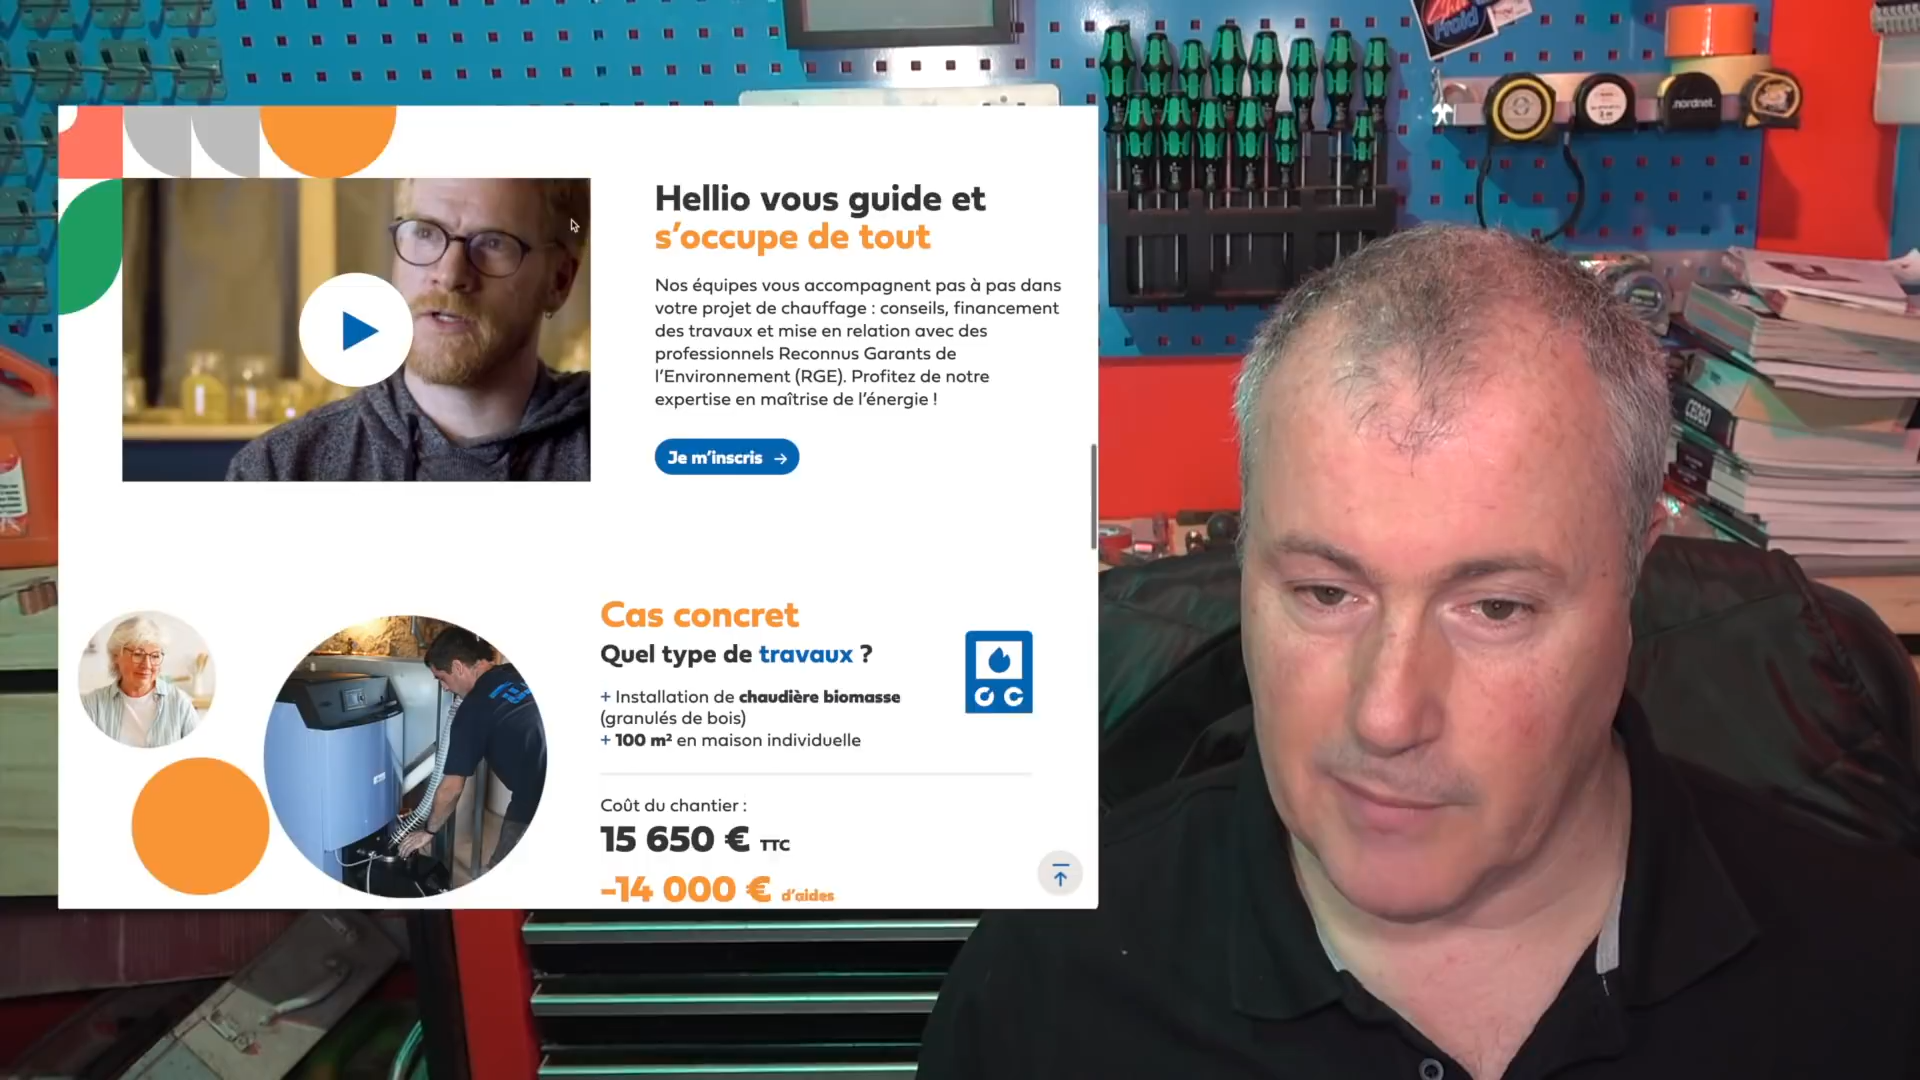 Hellio vous guide et
s'occupe de tout
Nos équipes vous accompagnent pas à pas dans
votre projet de chauffage : conseils, financement
des travaux et mise en relation avec des
professionnels Reconnus Garants de
l'Environnement (RGE). Profitez de notre
expertise en maîtrise de l'énergie !
Je m'inscris →
Cas concret
Quel type de travaux ?
+ Installation de chaudière biomasse
(granulés de bois)
+ 100 m² en maison individuelle
Coût du chantier :
15 650 € TTC
-14 000 € d'aides
nordnet.
CEDEO